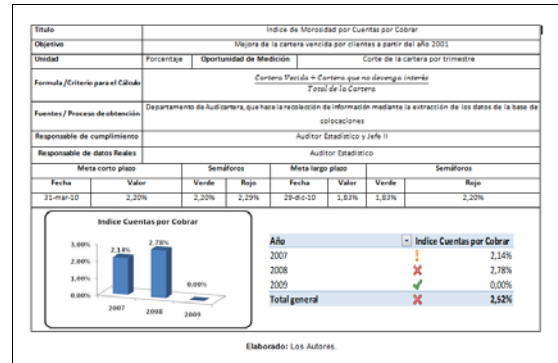 Titulo Índice de Morosidad por Cuentas por Cobrar
Objetivo Mejora de la cartera vencida por clientes a partir del año 2001
Unidad Porcentaje Oportunidad de Medición Corte de la cartera por trimestre
Formula /Criterio para el Cálculo Cartera Vecida + Cartera que no devenga interés
Total de la Cartera
Fuentes / Proceso de obtención Departamento de Audicartera, que hace la recolección de información mediante la extracción de los datos de la base de
colocaciones
Responsable de cumplimiento Auditor Estadístico y Jefe II
Responsable de datos Reales Auditor Estadístico
Meta corto plazo Semáforos Meta largo plazo Semáforos
Fecha Valor Verde Rojo Fecha Valor Verde Rojo
31-mar-10 2,20% 2,20% 2,29% 29-dic-10 1,83% 1,83% 2,20%
Indice Cuentas por Cobrar
3,00%
2,00%
1,00%
0,00%
2,14% 2,78% 0,00%
2007 2008 2009
Año Indice Cuentas por Cobrar
2007 2,14%
2008 2,78%
2009 0,00%
Total general 2,52%
Elaborado: Los Autores.